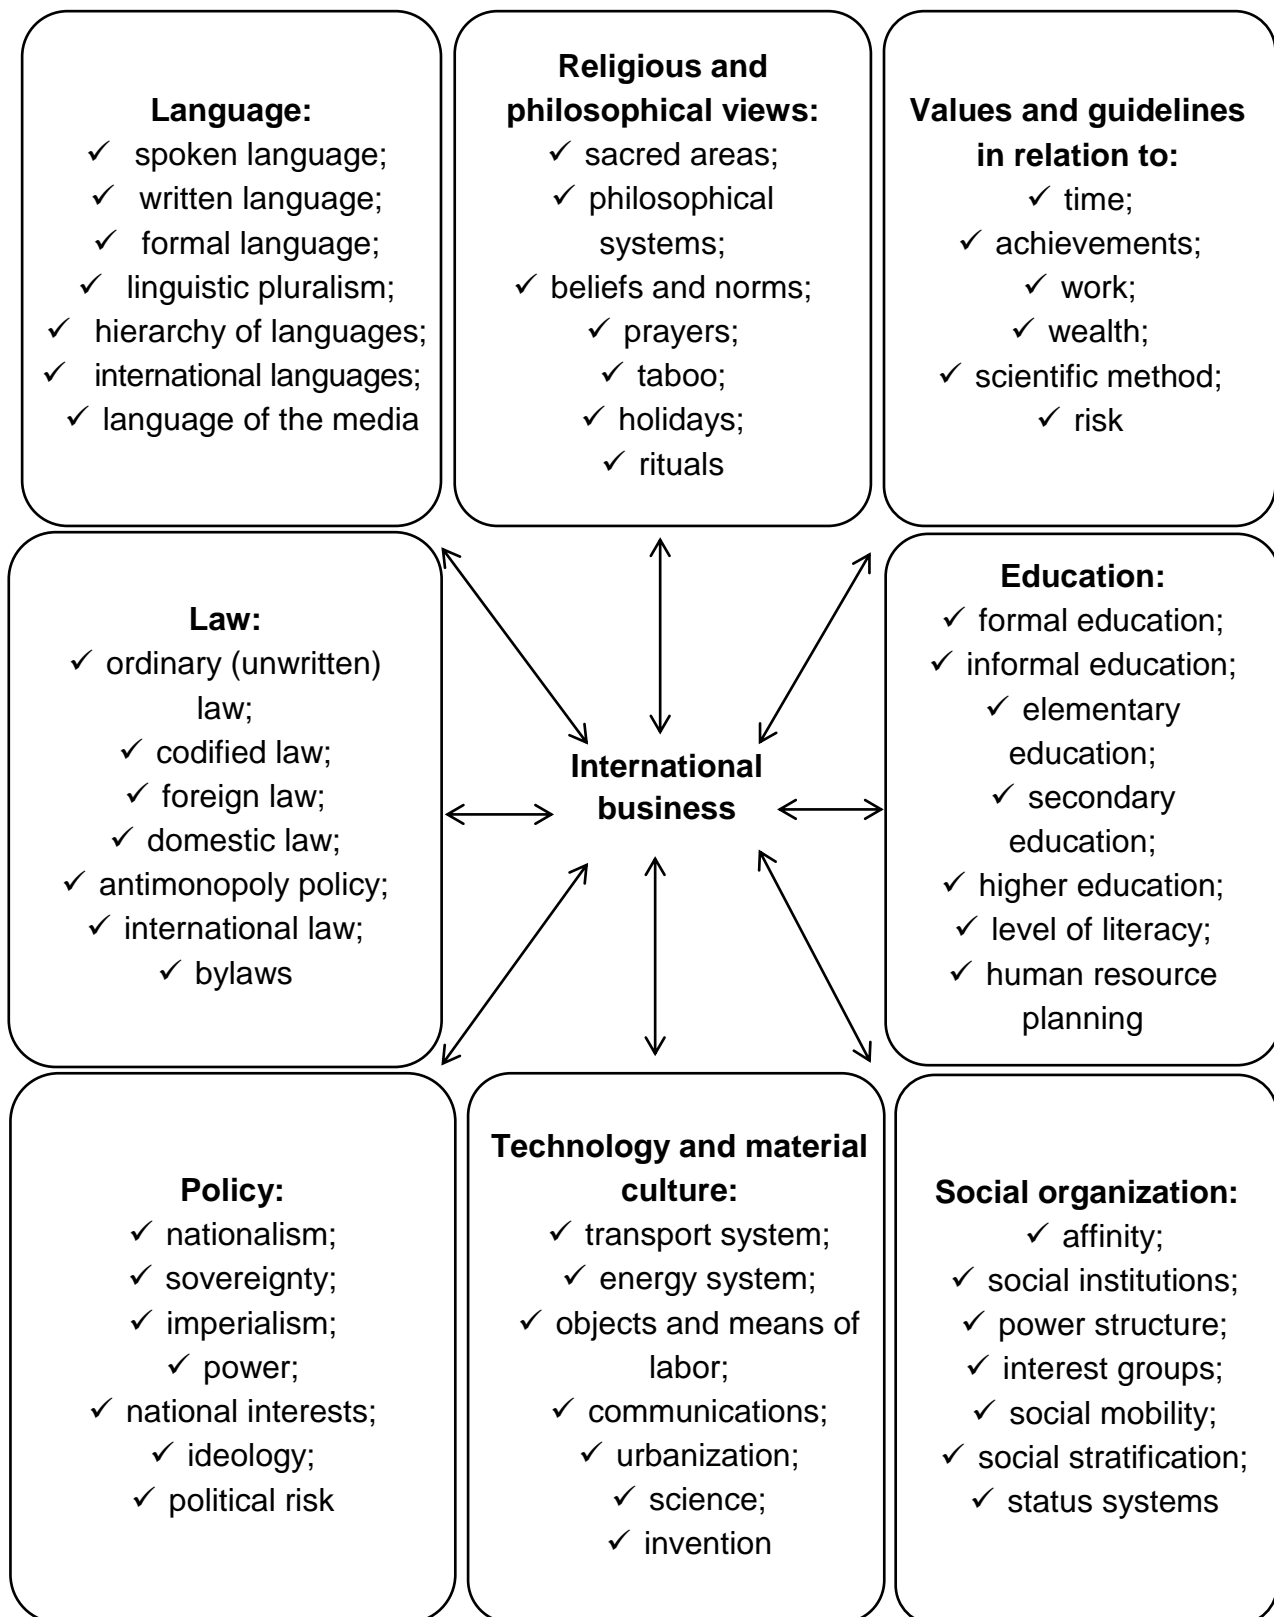 Language:
✓ spoken language;
✓ written language;
✓ formal language;
✓ linguistic pluralism;
✓ hierarchy of languages;
✓ international languages;
✓ language of the media
Religious and
philosophical views:
✓ sacred areas;
✓ philosophical
systems;
✓ beliefs and norms;
✓ prayers;
✓ taboo;
✓ holidays;
✓ rituals
Values and guidelines
in relation to:
✓ time;
✓ achievements;
✓ work;
✓ wealth;
✓ scientific method;
✓ risk
Law:
✓ ordinary (unwritten)
law;
✓ codified law;
✓ foreign law;
✓ domestic law;
✓ antimonopoly policy;
✓ international law;
✓ bylaws
International
business
Education:
✓ formal education;
✓ informal education;
✓ elementary
education;
✓ secondary
education;
✓ higher education;
✓ level of literacy;
✓ human resource
planning
Policy:
✓ nationalism;
✓ sovereignty;
✓ imperialism;
✓ power;
✓ national interests;
✓ ideology;
✓ political risk
Technology and material
culture:
✓ transport system;
✓ energy system;
✓ objects and means of
labor;
✓ communications;
✓ urbanization;
✓ science;
✓ invention
Social organization:
✓ affinity;
✓ social institutions;
✓ power structure;
✓ interest groups;
✓ social mobility;
✓ social stratification;
✓ status systems